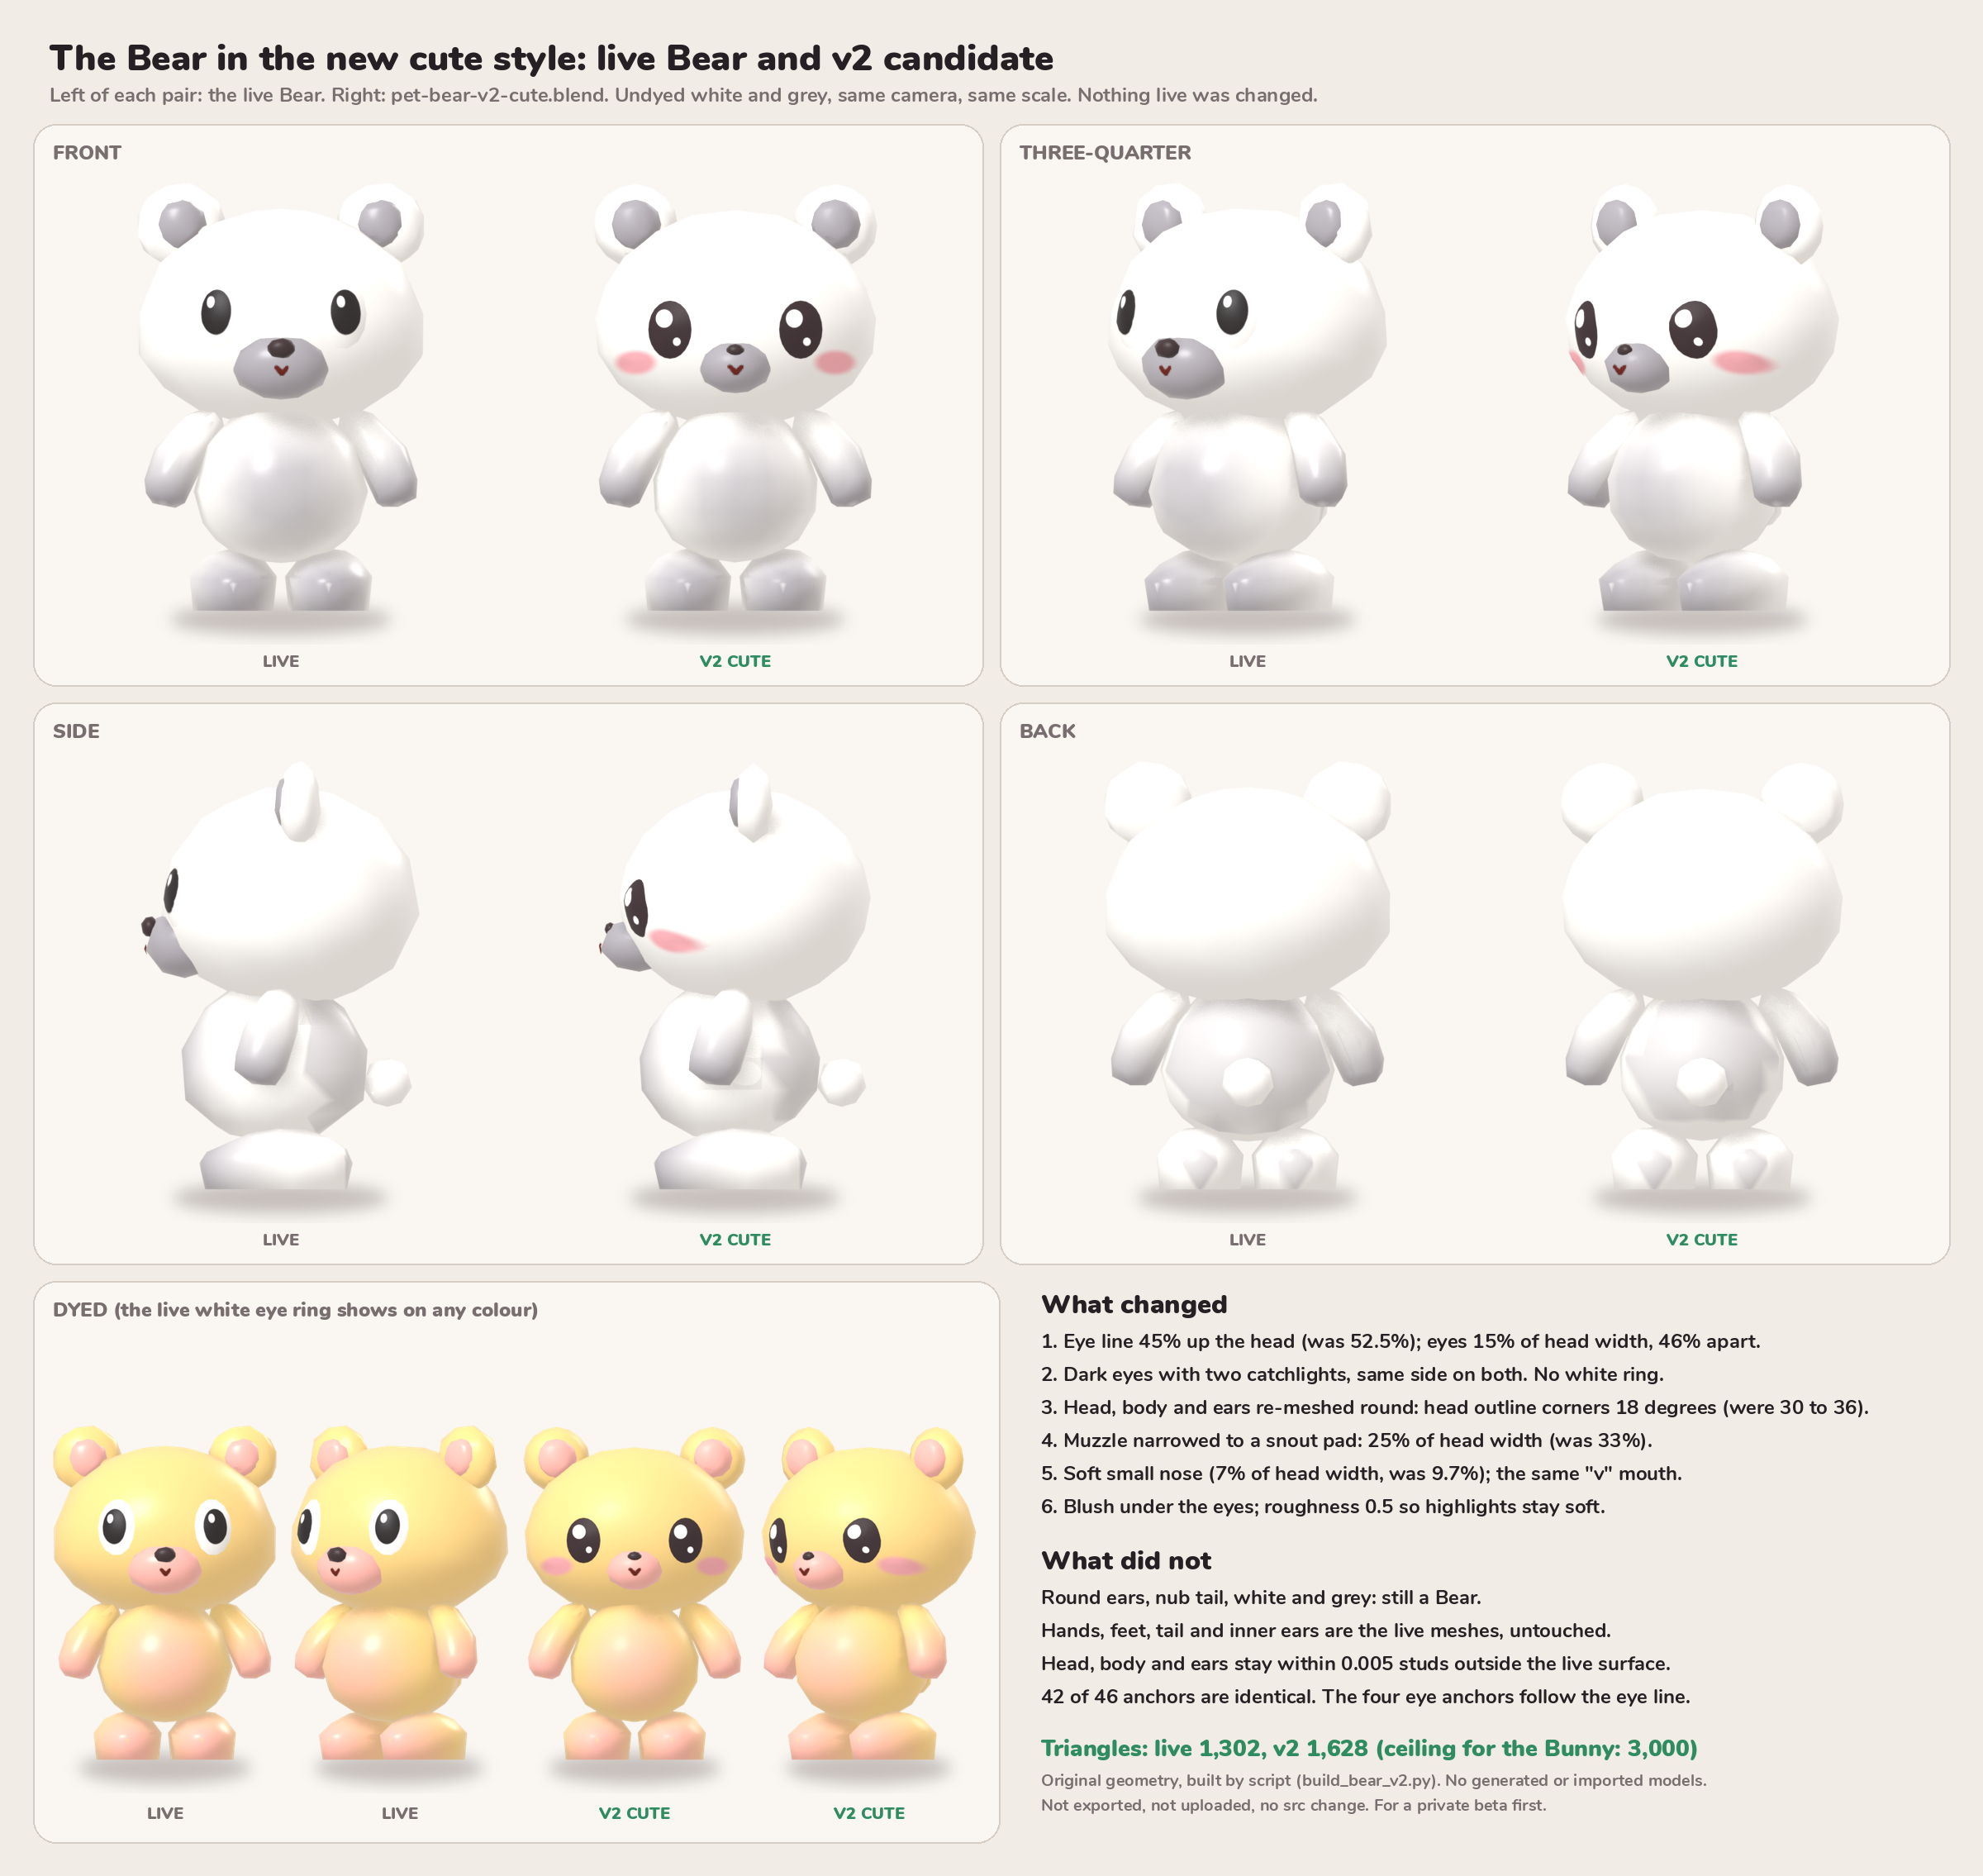 The Bear in the new cute style: live Bear and v2 candidate
Left of each pair: the live Bear. Right: pet-bear-v2-cute.blend. Undyed white and grey, same camera, same scale. Nothing live was changed.
FRONT
LIVE
V2 CUTE
THREE-QUARTER
LIVE
V2 CUTE
SIDE
LIVE
V2 CUTE
BACK
LIVE
V2 CUTE
DYED (the live white eye ring shows on any colour)
LIVE
LIVE
V2 CUTE
V2 CUTE
What changed
1. Eye line 45% up the head (was 52.5%); eyes 15% of head width, 46% apart.
2. Dark eyes with two catchlights, same side on both. No white ring.
3. Head, body and ears re-meshed round: head outline corners 18 degrees (were 30 to 36).
4. Muzzle narrowed to a snout pad: 25% of head width (was 33%).
5. Soft small nose (7% of head width, was 9.7%); the same "v" mouth.
6. Blush under the eyes; roughness 0.5 so highlights stay soft.
What did not
Round ears, nub tail, white and grey: still a Bear.
Hands, feet, tail and inner ears are the live meshes, untouched.
Head, body and ears stay within 0.005 studs outside the live surface.
42 of 46 anchors are identical. The four eye anchors follow the eye line.
Triangles: live 1,302, v2 1,628 (ceiling for the Bunny: 3,000)
Original geometry, built by script (build_bear_v2.py). No generated or imported models.
Not exported, not uploaded, no src change. For a private beta first.